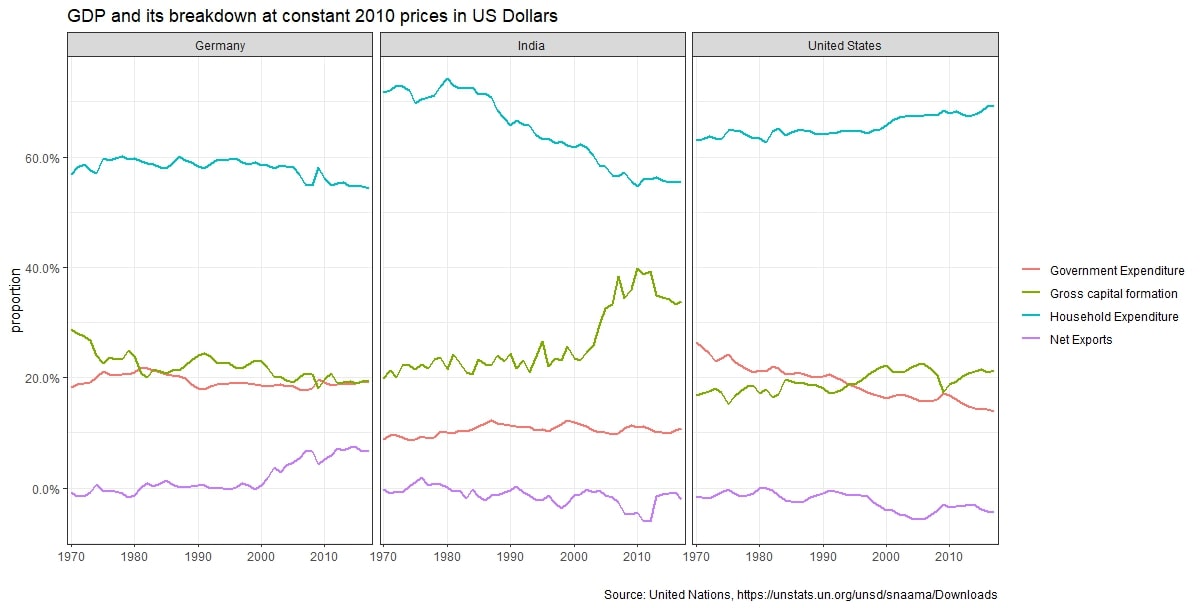 GDP and its breakdown at constant 2010 prices in US Dollars
Germany
India
United States
proportion
60.0%
40.0%
20.0%
0.0%
1970 1980 1990 2000 2010
1970 1980 1990 2000 2010
1970 1980 1990 2000 2010
Government Expenditure
Gross capital formation
Household Expenditure
Net Exports
Source: United Nations, https://unstats.un.org/unsd/snaama/Downloads